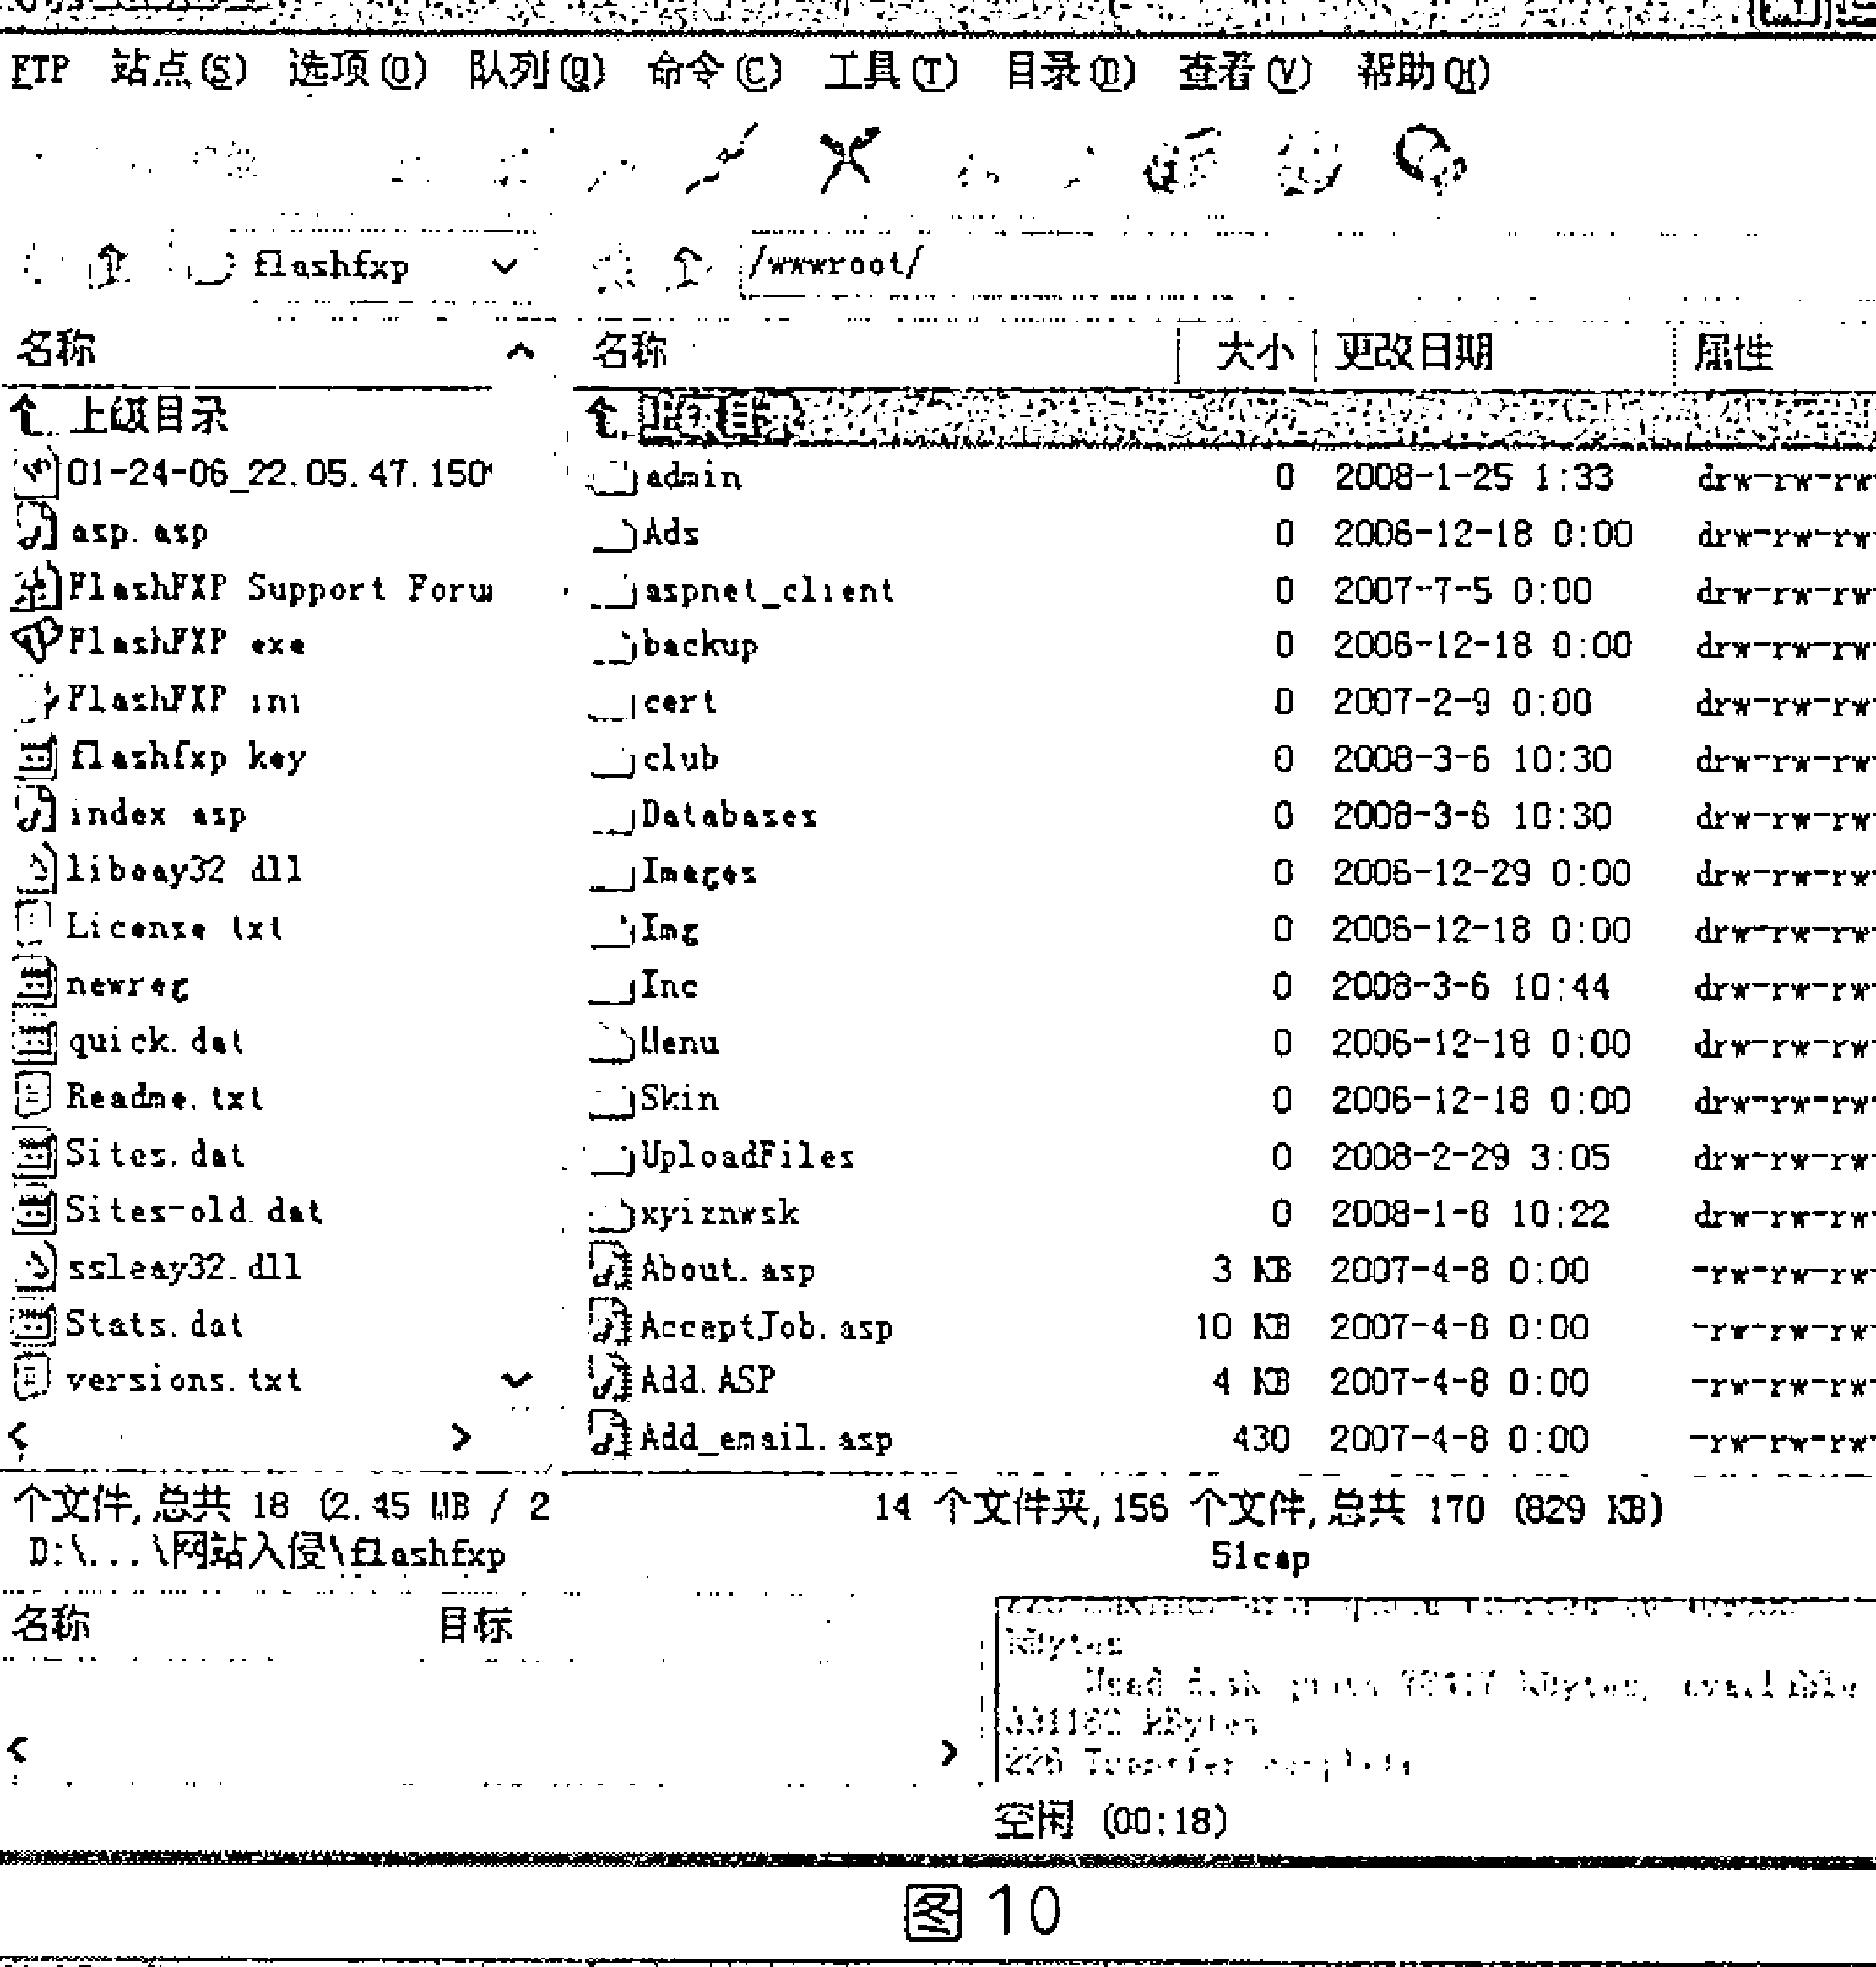 FTP 站点(S) 选项(O) 队列(Q) 命令(C) 工具(T) 目录(D) 查看(V) 帮助(H)
flashfxp /wwwroot/
名称 名称 大小 更改日期 属性
上级目录 上级目录
01-24-06_22.05.47.150 admin 0 2008-1-25 1:33 drw-rw-rw
asp.asp Ads 0 2006-12-18 0:00 drw-rw-rw
FlashFXP Support Foru aspnet_client 0 2007-7-5 0:00 drw-rw-rw
FlashFXP exe backup 0 2006-12-18 0:00 drw-rw-rw
FlashFXP ini cert 0 2007-2-9 0:00 drw-rw-rw
flashfxp key club 0 2008-3-6 10:30 drw-rw-rw
index asp Databases 0 2008-3-6 10:30 drw-rw-rw
libeay32 dll Images 0 2006-12-29 0:00 drw-rw-rw
License txt Img 0 2006-12-18 0:00 drw-rw-rw
newreg Inc 0 2008-3-6 10:44 drw-rw-rw
quick.dat Menu 0 2006-12-18 0:00 drw-rw-rw
Readme.txt Skin 0 2006-12-18 0:00 drw-rw-rw
Sites.dat UploadFiles 0 2008-2-29 3:05 drw-rw-rw
Sites-old.dat xyiznwsk 0 2008-1-8 10:22 drw-rw-rw
ssleay32.dll About.asp 3 KB 2007-4-8 0:00 -rw-rw-rw
Stats.dat AcceptJob.asp 10 KB 2007-4-8 0:00 -rw-rw-rw
versions.txt Add.ASP 4 KB 2007-4-8 0:00 -rw-rw-rw
Add_email.asp 430 2007-4-8 0:00 -rw-rw-rw
个文件,总共 18 (2.45 MB / 2 14 个文件夹,156 个文件,总共 170 (829 KB)
D:\...\网站入侵\flashfxp 51cap
名称 目标
kBytes
Used disk kBytes, available
kBytes
226 Transfer complete
空闲 (00:18)
图 10